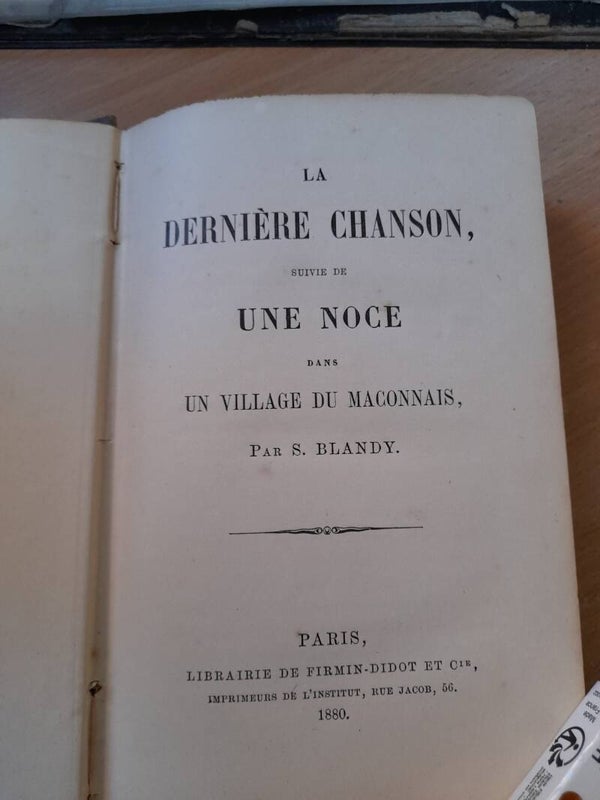 LA
DERNIÈRE CHANSON,
SUIVIE DE
UNE NOCE
DANS
UN VILLAGE DU MACONNAIS,
PAR S. BLANDY.
PARIS,
LIBRAIRIE DE FIRMIN-DIDOT ET CIE,
IMPRIMEURS DE L'INSTITUT, RUE JACOB, 56.
1880.